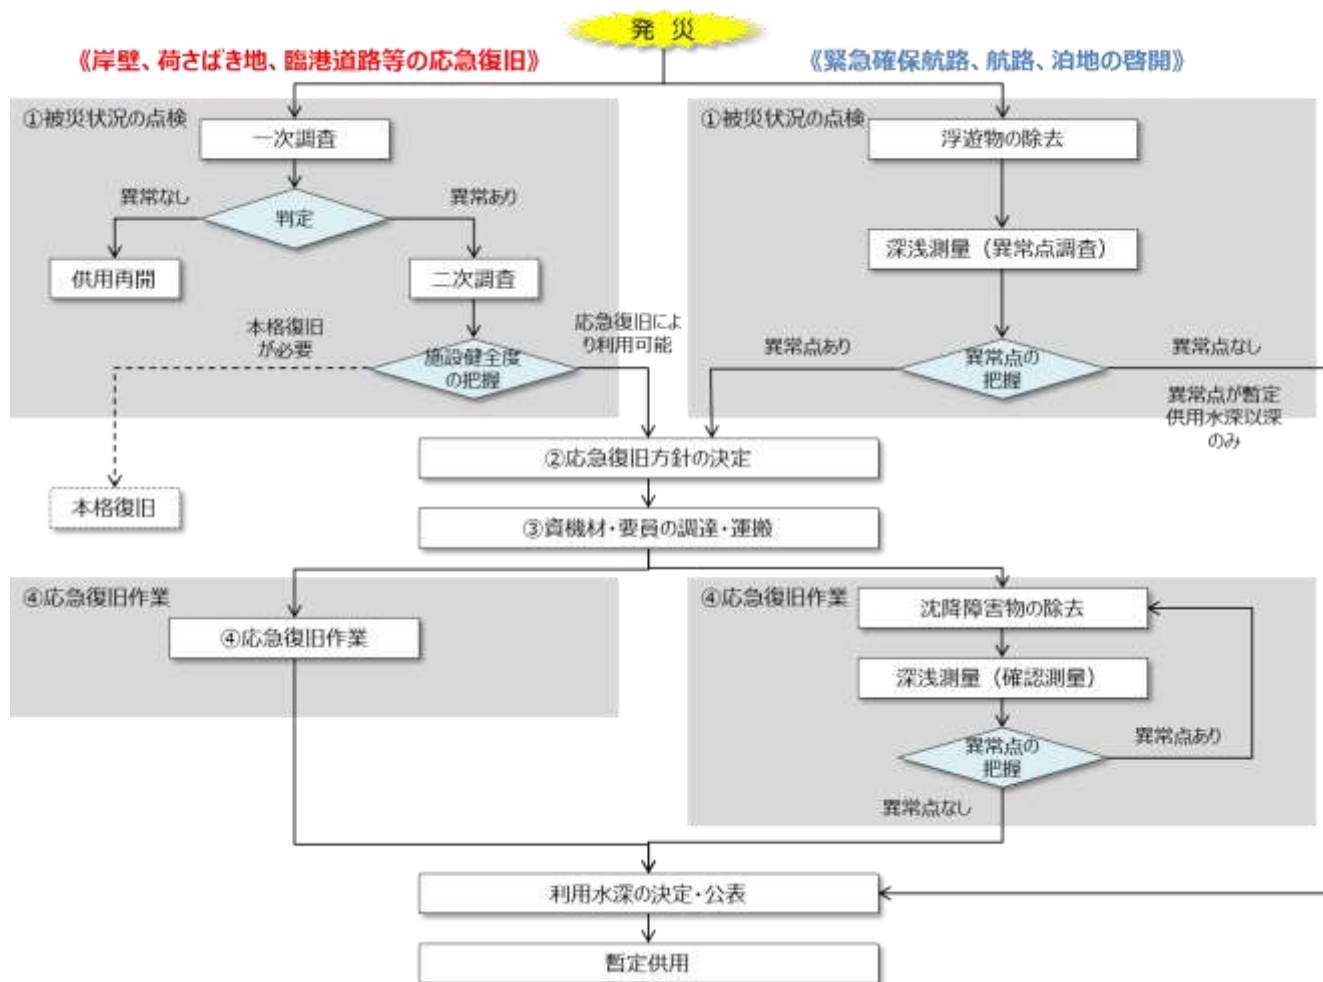 発 災
《岸壁、荷さばき地、臨港道路等の応急復旧》
《緊急確保航路、航路、泊地の啓開》
①被災状況の点検
一次調査
異常なし
異常あり
判定
供用再開
二次調査
本格復旧
が必要
応急復旧によ
り利用可能
施設健全度
の把握
本格復旧
①被災状況の点検
浮遊物の除去
深浅測量（異常点調査）
異常点あり
異常点の
把握
異常点なし
異常点が暫定
供用水深以深
のみ
②応急復旧方針の決定
③資機材・要員の調達・運搬
④応急復旧作業
④応急復旧作業
④応急復旧作業
沈降障害物の除去
深浅測量（確認測量）
異常点の
把握
異常点あり
異常点なし
利用水深の決定・公表
暫定供用